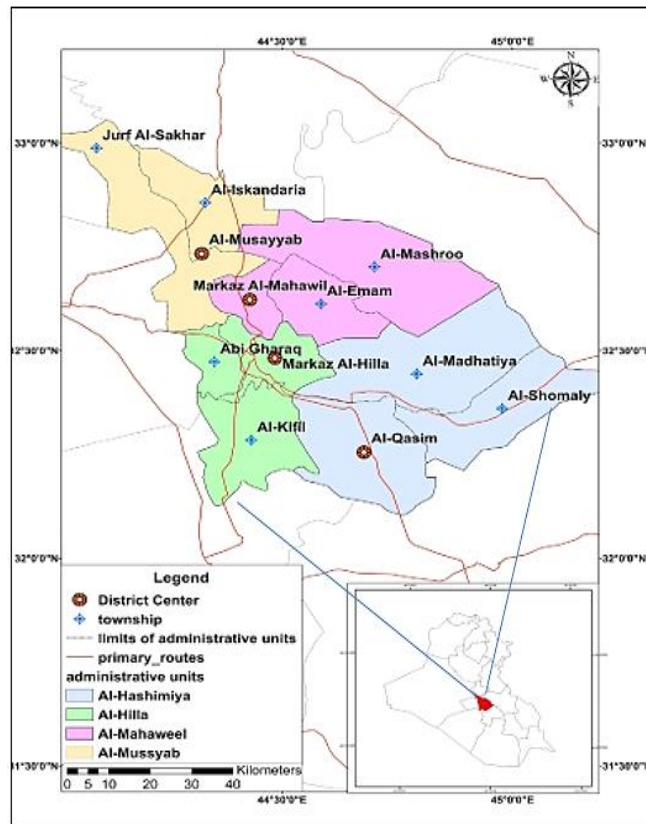 44°30'0"E 45°0'0"E
N
W E
S
33°0'0"N 33°0'0"N
Jurf Al-Sakhar
Al-Iskandaria
Al-Musayyab
Al-Mashroo
Markaz Al-Mahawil
Al-Emam
32°30'0"N
Abi Gharaq
Markaz Al-Hilla
Al-Madhatiya
Al-Shomaly
Al-Kifil
Al-Qasim
32°0'0"N 32°0'0"N
Legend
District Center
township
limits of administrative units
primary_routes
administrative units
Al-Hashimiya
Al-Hilla
Al-Mahaweel
Al-Mussyab
Kilometers
0 5 10 20 30 40
44°30'0"E 45°0'0"E